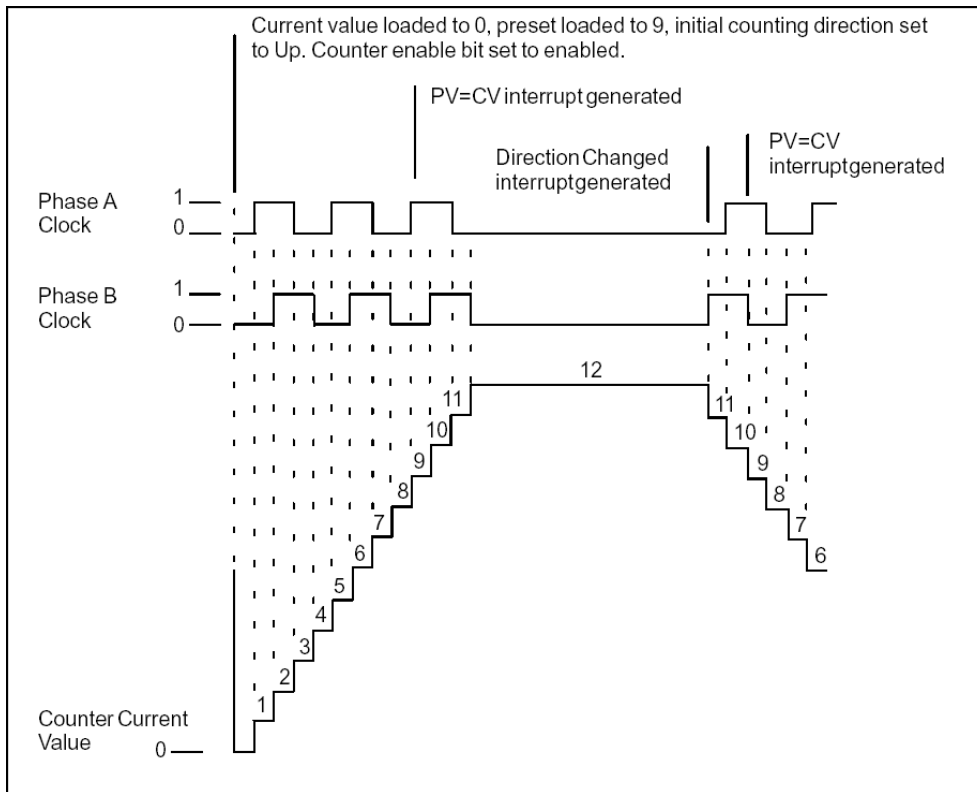 Current value loaded to 0, preset loaded to 9, initial counting direction set
to Up. Counter enable bit set to enabled.
PV=CV interrupt generated
PV=CV
interrupt generated
Direction Changed
interrupt generated
Phase A
Clock
1
0
Phase B
Clock
1
0
12
11
10
9
8
7
6
5
4
3
2
1
11
10
9
8
7
6
Counter Current
Value
0